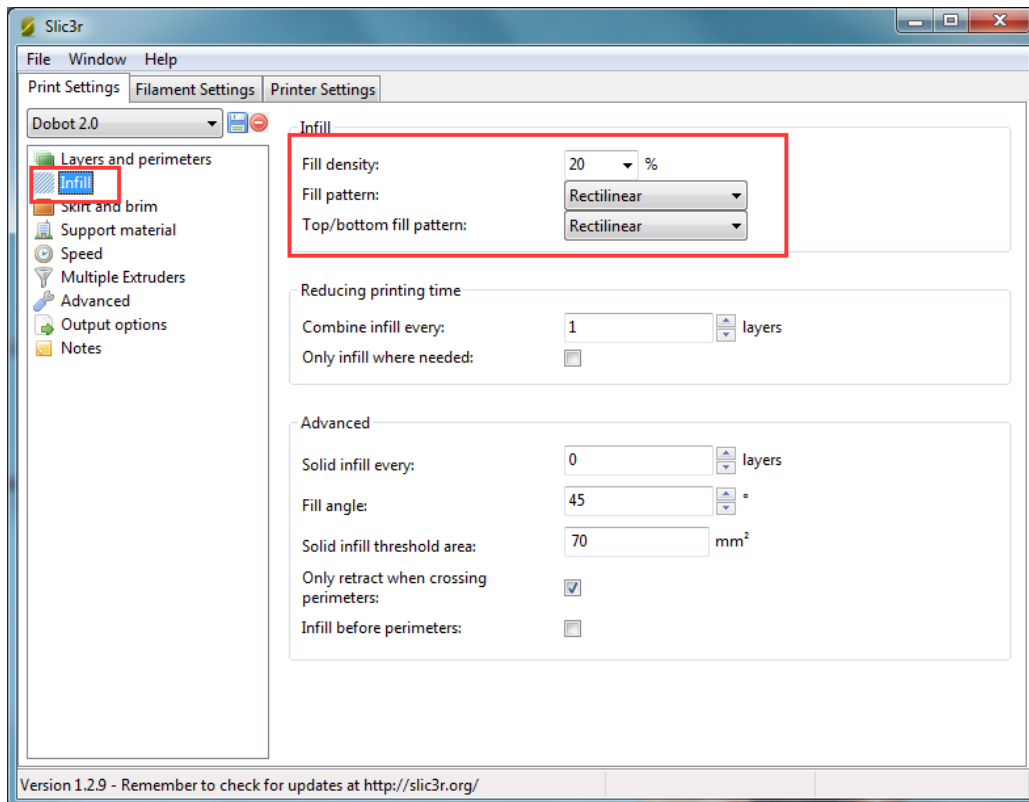 Slic3r
File Window Help
Print Settings Filament Settings Printer Settings
Dobot 2.0
Layers and perimeters
Infill
Skirt and brim
Support material
Speed
Multiple Extruders
Advanced
Output options
Notes
Infill
Fill density: 20 %
Fill pattern: Rectilinear
Top/bottom fill pattern: Rectilinear
Reducing printing time
Combine infill every: 1 layers
Only infill where needed:
Advanced
Solid infill every: 0 layers
Fill angle: 45 °
Solid infill threshold area: 70 mm²
Only retract when crossing
perimeters:
Infill before perimeters:
Version 1.2.9 - Remember to check for updates at http://slic3r.org/